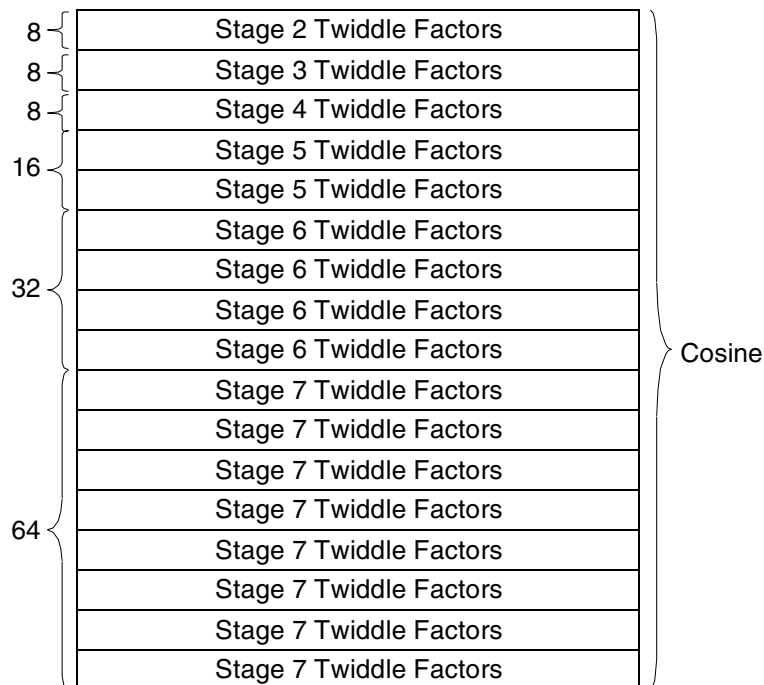 8 Stage 2 Twiddle Factors
8 Stage 3 Twiddle Factors
8 Stage 4 Twiddle Factors
Stage 5 Twiddle Factors
16
Stage 5 Twiddle Factors
Stage 6 Twiddle Factors
Stage 6 Twiddle Factors
32
Stage 6 Twiddle Factors
Stage 6 Twiddle Factors
Cosine
Stage 7 Twiddle Factors
Stage 7 Twiddle Factors
Stage 7 Twiddle Factors
Stage 7 Twiddle Factors
64
Stage 7 Twiddle Factors
Stage 7 Twiddle Factors
Stage 7 Twiddle Factors
Stage 7 Twiddle Factors